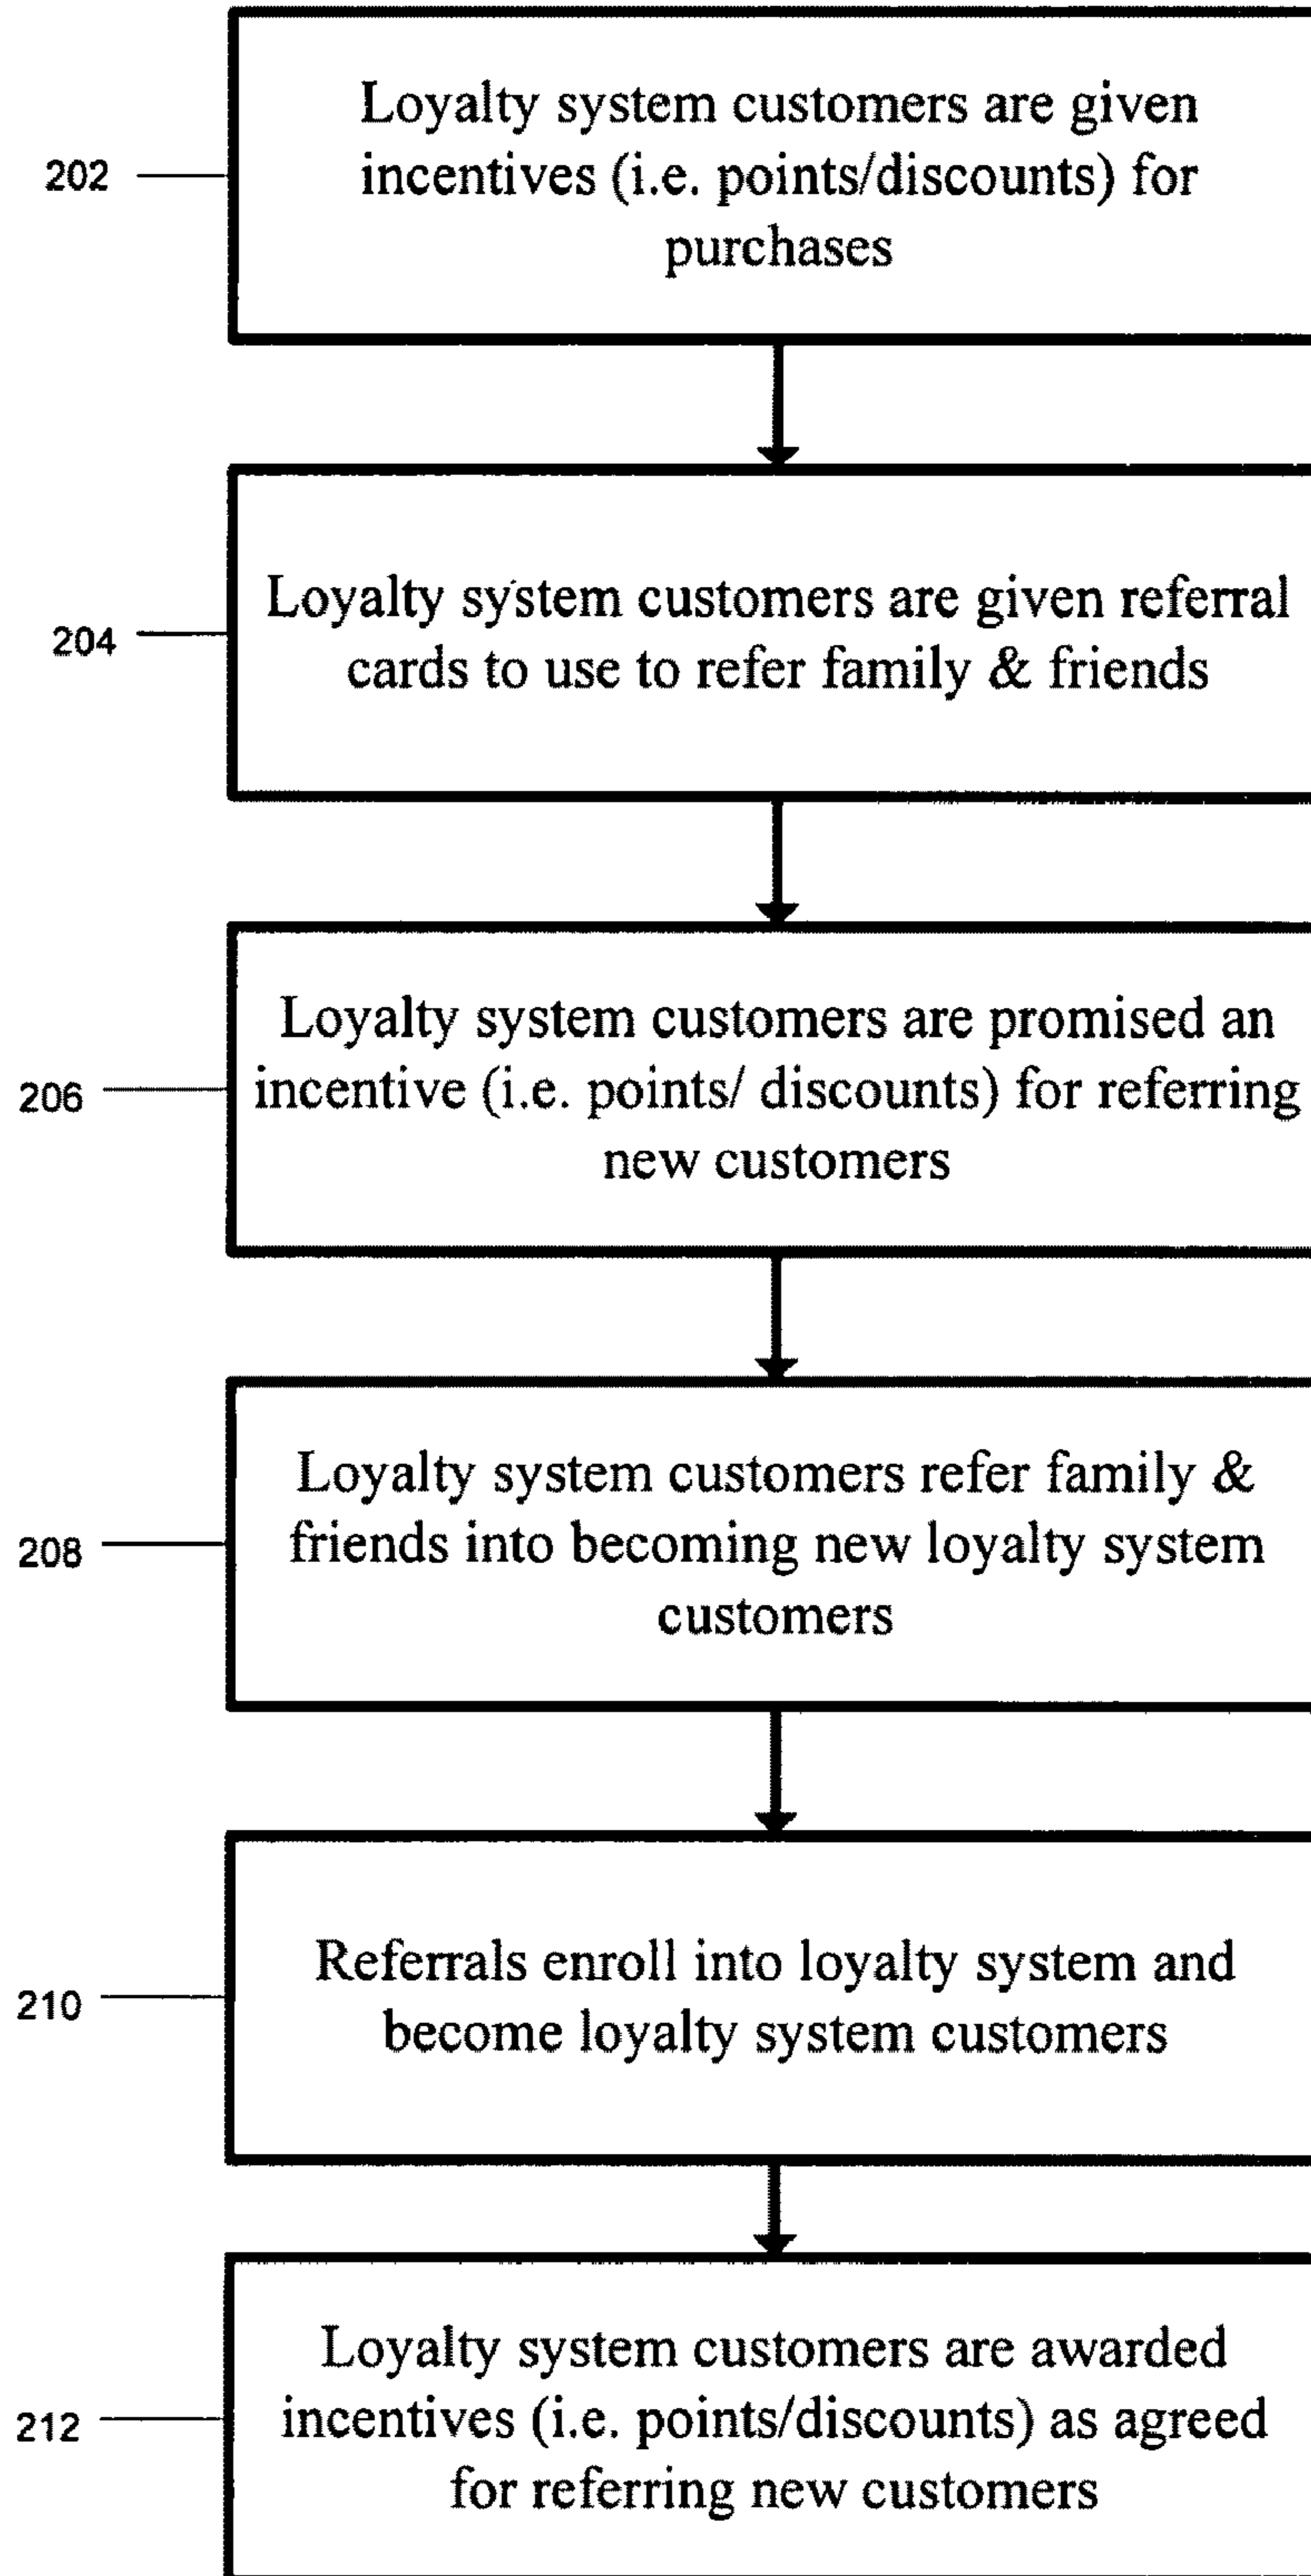 Loyalty system customers are given
incentives (i.e. points/discounts) for
purchases
202
Loyalty system customers are given referral
cards to use to refer family & friends
204
Loyalty system customers are promised an
incentive (i.e. points/ discounts) for referring
new customers
206
Loyalty system customers refer family &
friends into becoming new loyalty system
customers
208
Referrals enroll into loyalty system and
become loyalty system customers
210
Loyalty system customers are awarded
incentives (i.e. points/discounts) as agreed
for referring new customers
212